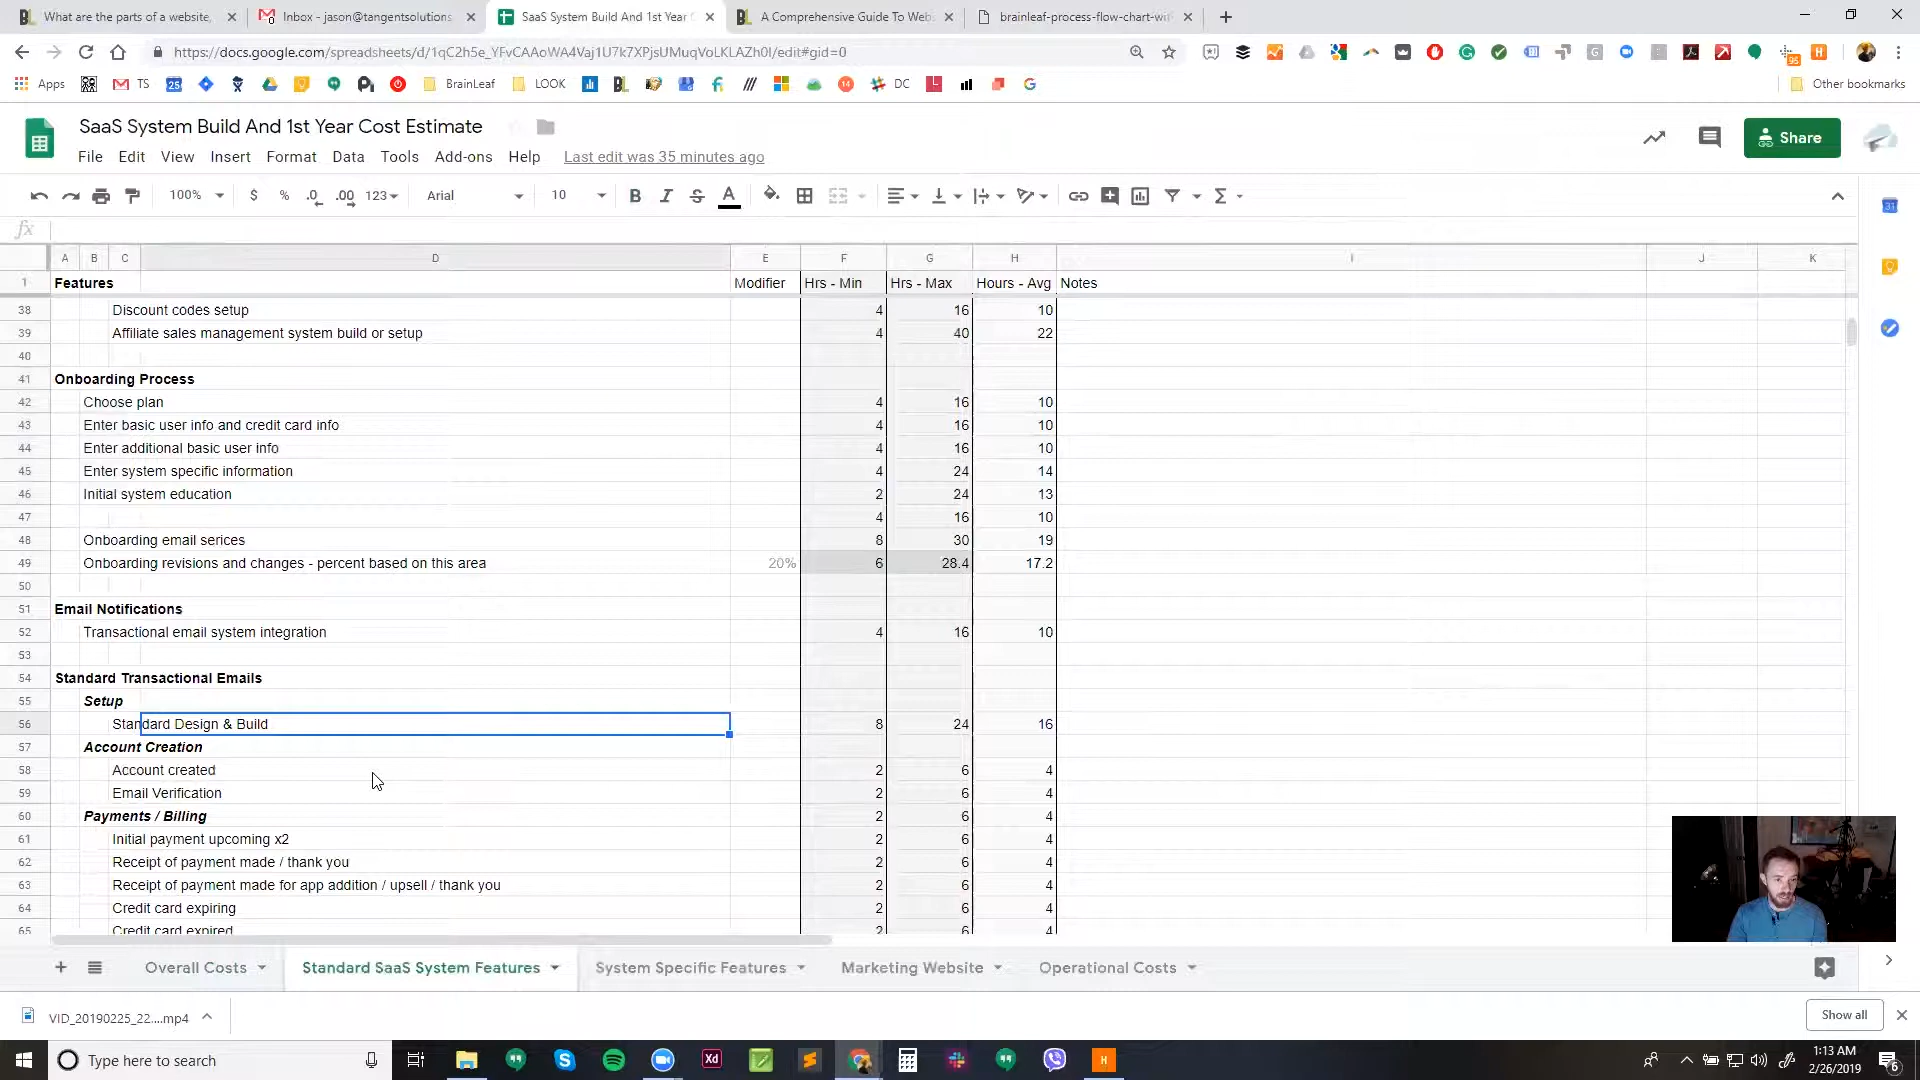 What are the parts of a website,
Inbox - jason@tangentsolutions
SaaS System Build And 1st Year C
A Comprehensive Guide To Webs
brainleaf-process-flow-chart-wit
https://docs.google.com/spreadsheets/d/1qC2h5e_YFvCAAoWA4Vaj1U7k7XPjsUMuqVoLKLAZh0I/edit#gid=0
Apps
TS
BrainLeaf
LOOK
DC
Other bookmarks
SaaS System Build And 1st Year Cost Estimate
File Edit View Insert Format Data Tools Add-ons Help Last edit was 35 minutes ago
Share
100% $ % .0 .00 123 Arial 10 B I S A
fx
A B C D E F G H I J K
1 Features Modifier Hrs - Min Hrs - Max Hours - Avg Notes
38 Discount codes setup 4 16 10
39 Affiliate sales management system build or setup 4 40 22
40
41 Onboarding Process
42 Choose plan 4 16 10
43 Enter basic user info and credit card info 4 16 10
44 Enter additional basic user info 4 16 10
45 Enter system specific information 4 24 14
46 Initial system education 2 24 13
47 4 16 10
48 Onboarding email serices 8 30 19
49 Onboarding revisions and changes - percent based on this area 20% 6 28.4 17.2
50
51 Email Notifications
52 Transactional email system integration 4 16 10
53
54 Standard Transactional Emails
55 Setup
56 Standard Design & Build 8 24 16
57 Account Creation
58 Account created 2 6 4
59 Email Verification 2 6 4
60 Payments / Billing 2 6 4
61 Initial payment upcoming x2 2 6 4
62 Receipt of payment made / thank you 2 6 4
63 Receipt of payment made for app addition / upsell / thank you 2 6 4
64 Credit card expiring 2 6 4
65 Credit card expired 2 6 4
Overall Costs Standard SaaS System Features System Specific Features Marketing Website Operational Costs
VID_20190225_22....mp4
Show all
Type here to search
1:13 AM
2/26/2019